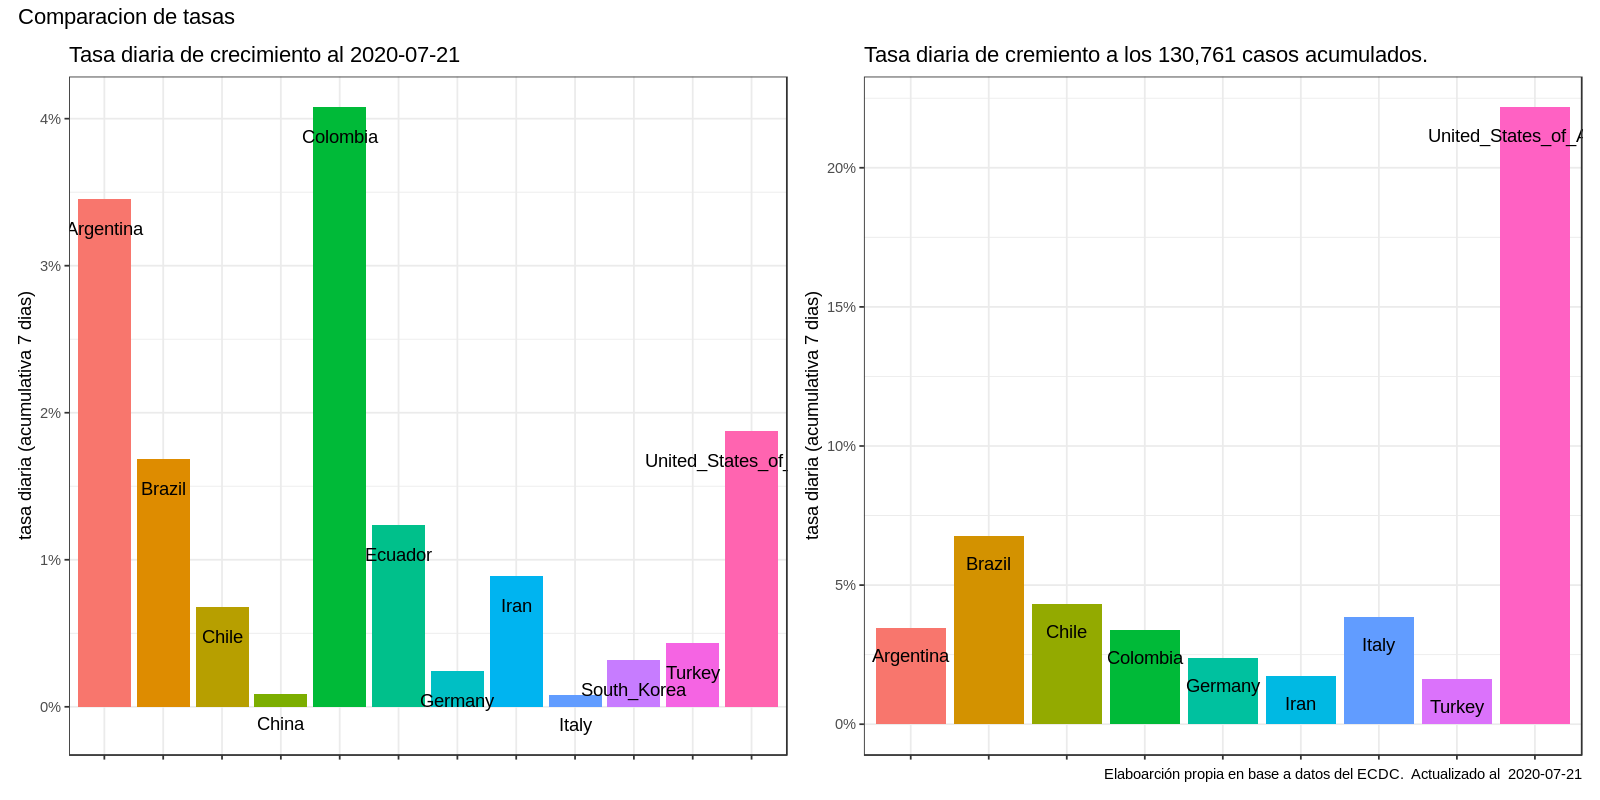 Comparacion de tasas
Tasa diaria de crecimiento al 2020-07-21
tasa diaria (acumulativa 7 dias)
4%
3%
2%
1%
0%
Argentina
Brazil
Chile
China
Colombia
Ecuador
Germany
Iran
Italy
South_Korea
Turkey
United_States_of_
Tasa diaria de cremiento a los 130,761 casos acumulados.
tasa diaria (acumulativa 7 dias)
20%
15%
10%
5%
0%
Argentina
Brazil
Chile
Colombia
Germany
Iran
Italy
Turkey
United_States_of_A
Elaboarción propia en base a datos del ECDC.  Actualizado al  2020-07-21